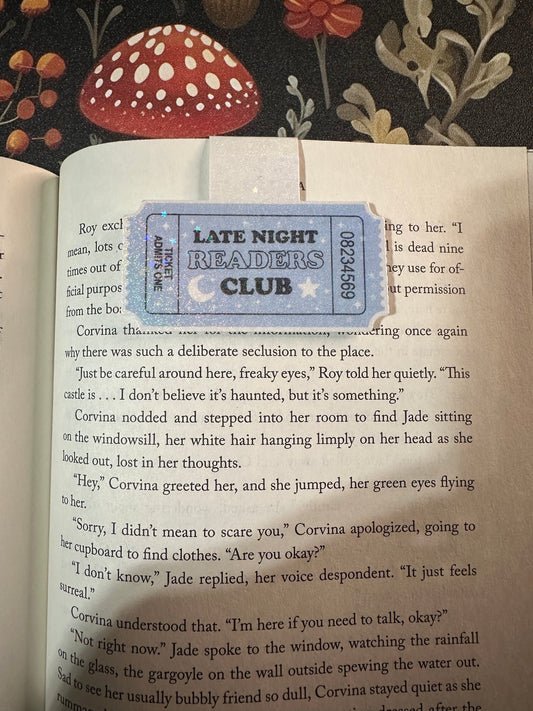 A
Roy
ing to her. "I
mean, lots
is dead nine
times out of
they use for of-
ficial purpos
out permission
from the bo
LATE NIGHT
READERS
CLUB
TICKET
ADMITS ONE
08234569
Corvina thanked her for the information, wondering once again
why there was such a deliberate seclusion to the place.
"Just be careful around here, freaky eyes," Roy told her quietly. "This
castle is . . . I don't believe it's haunted, but it's something."
Corvina nodded and stepped into her room to find Jade sitting
on the windowsill, her white hair hanging limply on her head as she
looked out, lost in her thoughts.
"Hey," Corvina greeted her, and she jumped, her green eyes flying
to her.
"Sorry, I didn't mean to scare you," Corvina apologized, going to
her cupboard to find clothes. "Are you okay?"
"I don't know," Jade replied, her voice despondent. "It just feels
surreal."
Corvina understood that. "I'm here if you need to talk, okay?"
"Not right now." Jade spoke to the window, watching the rainfall
on the glass, the gargoyle on the wall outside spewing the water out.
Sad to see her usually bubbly friend so dull, Corvina stayed quiet as she